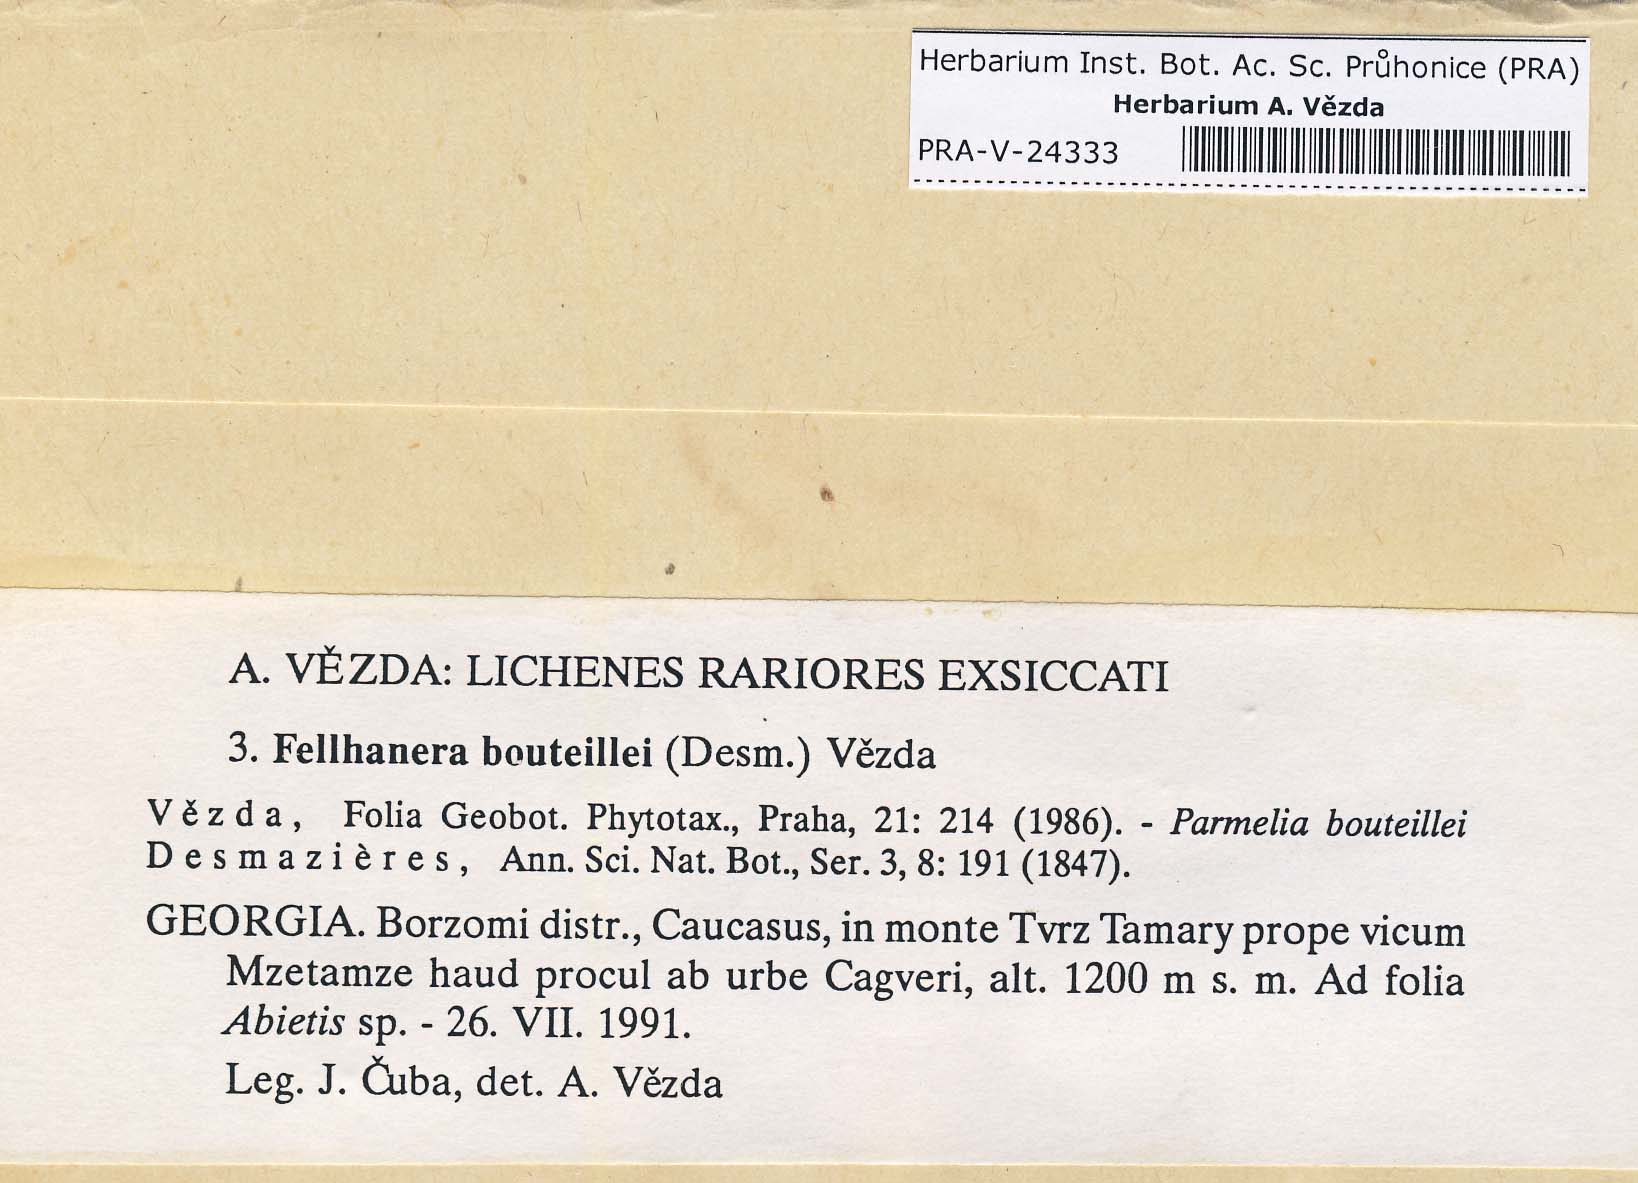 Herbarium Inst. Bot. Ac. Sc. Průhonice (PRA)
Herbarium A. Vězda
PRA-V-24333
A. VĚZDA: LICHENES RARIORES EXSICCATI
3. Fellhanera bouteillei (Desm.) Vězda
Vězda, Folia Geobot. Phytotax., Praha, 21: 214 (1986). - Parmelia bouteillei
Desmazières, Ann. Sci. Nat. Bot., Ser. 3, 8: 191 (1847).
GEORGIA. Borzomi distr., Caucasus, in monte Tvrz Tamary prope vicum
Mzetamze haud procul ab urbe Cagveri, alt. 1200 m s. m. Ad folia
Abietis sp. - 26. VII. 1991.
Leg. J. Čuba, det. A. Vězda